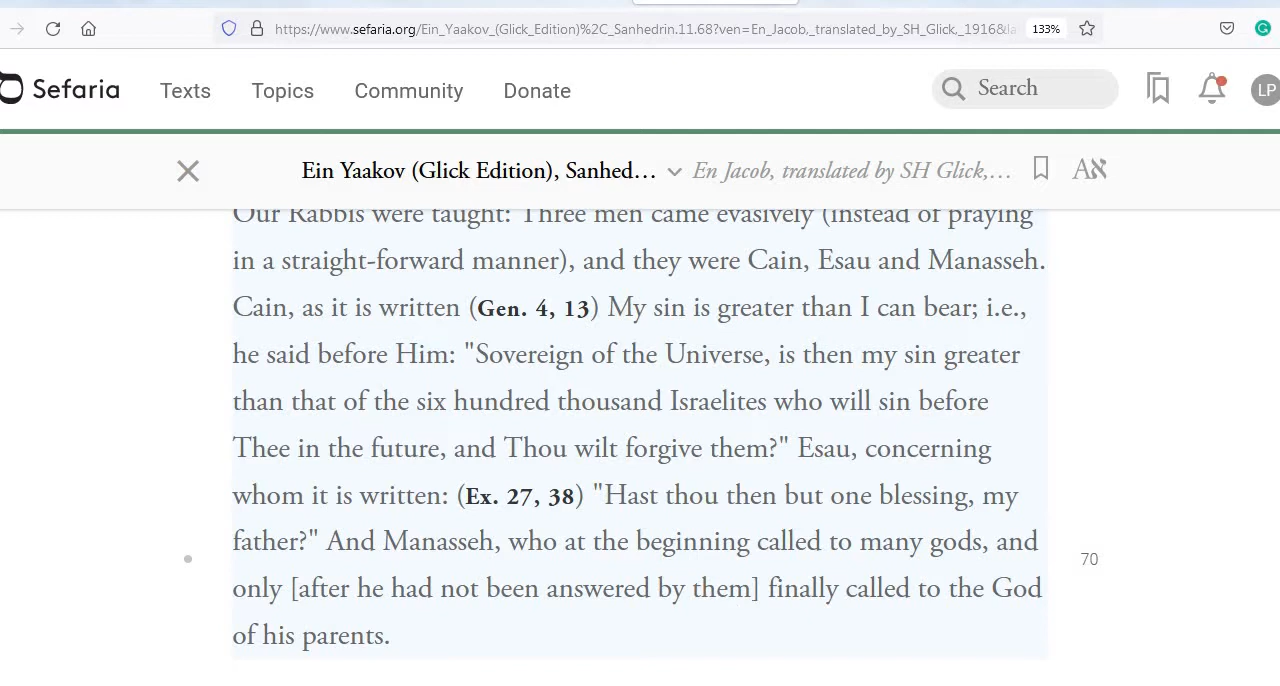 https://www.sefaria.org/Ein_Yaakov_(Glick_Edition)%2C_Sanhedrin.11.68?ven=En_Jacob,_translated_by_SH_Glick,_1916&la
133%
Sefaria
Texts
Topics
Community
Donate
Search
LP
Ein Yaakov (Glick Edition), Sanhed...
En Jacob, translated by SH Glick,...
Aא
Our Rabbis were taught: Three men came evasively (instead of praying
in a straight-forward manner), and they were Cain, Esau and Manasseh.
Cain, as it is written (Gen. 4, 13) My sin is greater than I can bear; i.e.,
he said before Him: "Sovereign of the Universe, is then my sin greater
than that of the six hundred thousand Israelites who will sin before
Thee in the future, and Thou wilt forgive them?" Esau, concerning
whom it is written: (Ex. 27, 38) "Hast thou then but one blessing, my
father?" And Manasseh, who at the beginning called to many gods, and
70
only [after he had not been answered by them] finally called to the God
of his parents.